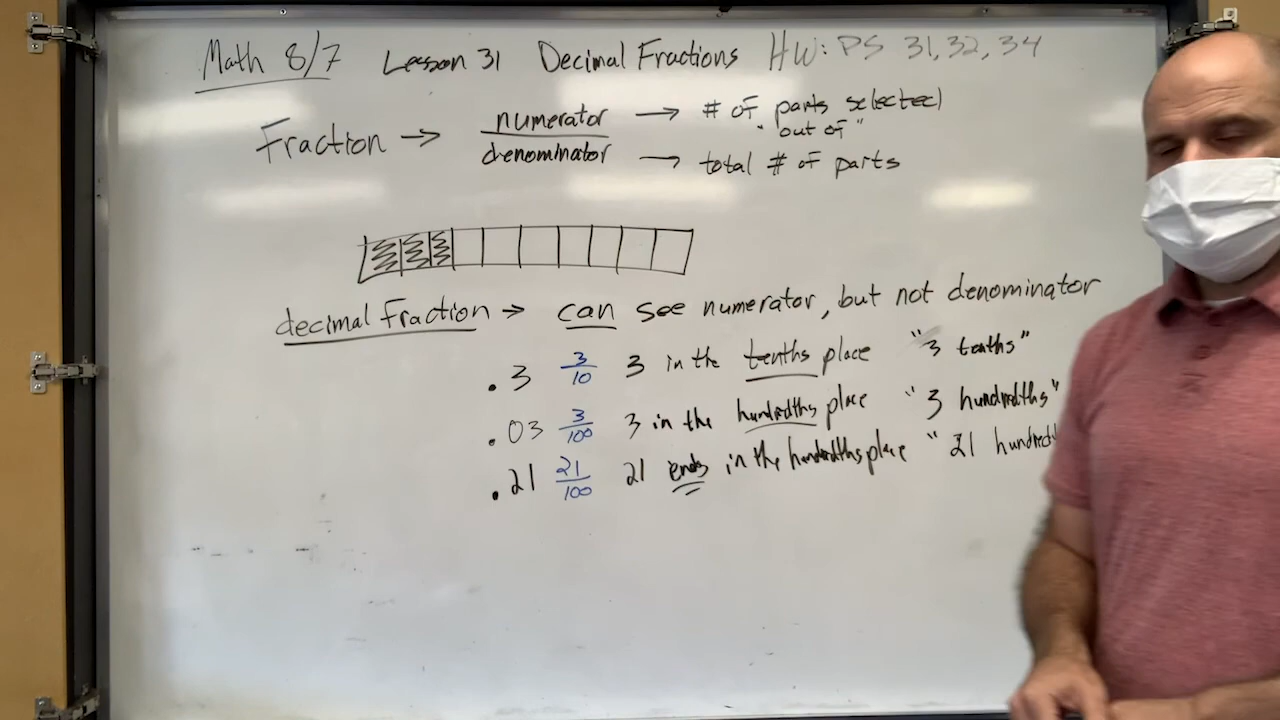 Math 8/7 Lesson 31 Decimal Fractions HW: PS 31, 32, 34
Fraction → numerator → # of parts selected
"out of"
denominator → total # of parts
decimal fraction → can see numerator, but not denominator
.3 3/10 3 in the tenths place "3 tenths"
.03 3/100 3 in the hundredths place "3 hundredths"
.21 21/100 21 ends in the hundredths place "21 hundredt